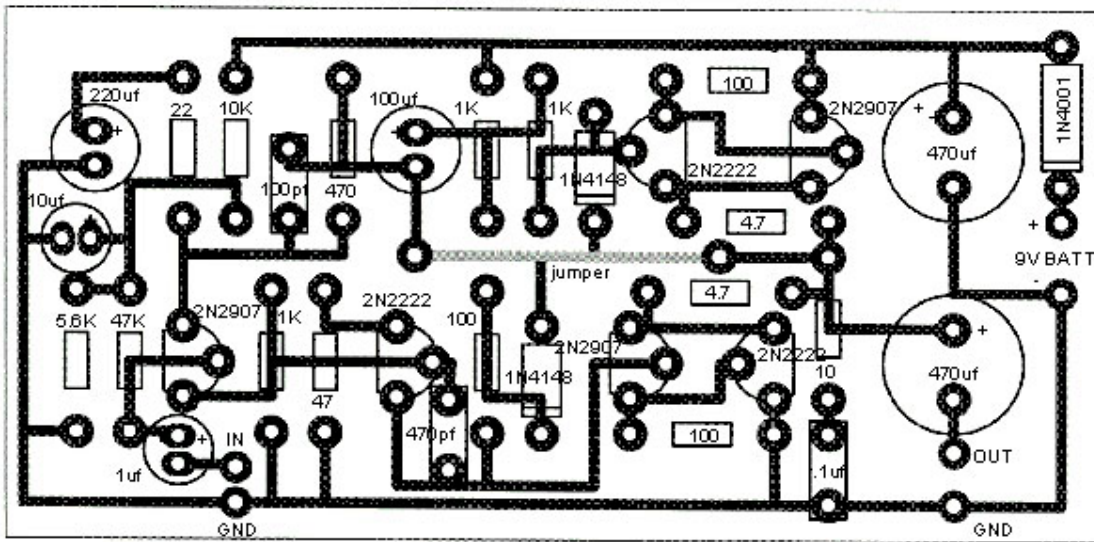 220uf
22
10K
100uf
1K
1K
100
2N2907
1N4001
+
+
+
+
470uf
100pf
470
1N4148
2N2222
10uf
+
4.7
+
jumper
9V BATT
-
5.6K
47K
2N2907
1K
2N2222
100
4.7
2N2907
2N2222
+
1N4148
470uf
10
47
+
IN
470pf
100
.1uf
OUT
1uf
GND
GND